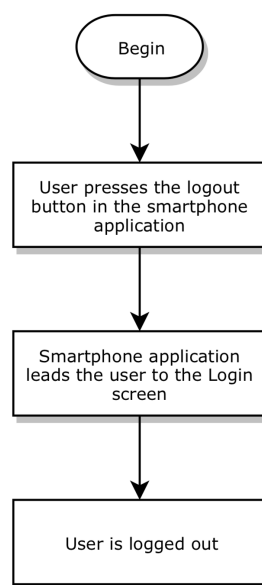 Begin
User presses the logout
button in the smartphone
application
Smartphone application
leads the user to the Login
screen
User is logged out